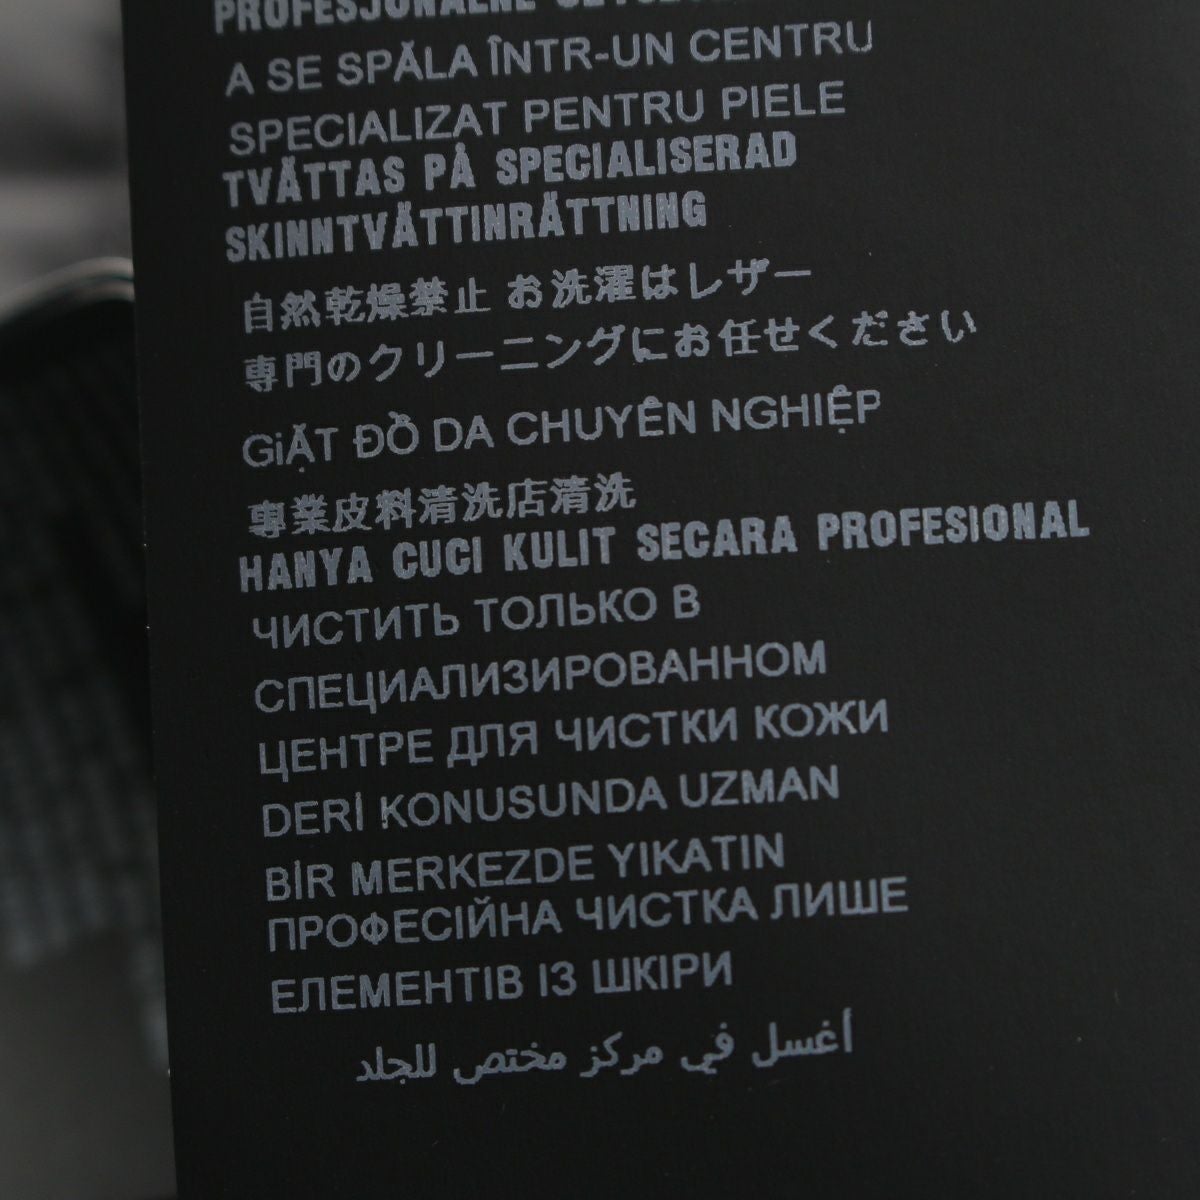 PROFESJONALNE
A SE SPĂLA ÎNTR-UN CENTRU
SPECIALIZAT PENTRU PIELE
TVÄTTAS PÅ SPECIALISERAD
SKINNTVÄTTINRÄTTNING
自然乾燥禁止 お洗濯はレザー
専門のクリーニングにお任せください
GiẶT ĐỒ DA CHUYÊN NGHIỆP
專業皮料清洗店清洗
HANYA CUCI KULIT SECARA PROFESIONAL
ЧИСТИТЬ ТОЛЬКО В
СПЕЦИАЛИЗИРОВАННОМ
ЦЕНТРЕ ДЛЯ ЧИСТКИ КОЖИ
DERİ KONUSUNDA UZMAN
BİR MERKEZDE YIKATIN
ПРОФЕСІЙНА ЧИСТКА ЛИШЕ
ЕЛЕМЕНТІВ ІЗ ШКІРИ
أغسل في مركز مختص للجلد